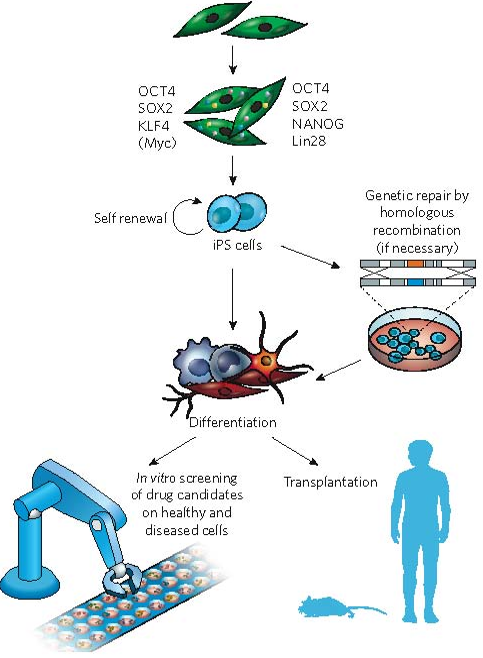 OCT4
SOX2
KLF4
(Myc)
OCT4
SOX2
NANOG
Lin28
Self renewal
iPS cells
Genetic repair by
homologous
recombination
(if necessary)
Differentiation
In vitro screening
of drug candidates
on healthy and
diseased cells
Transplantation